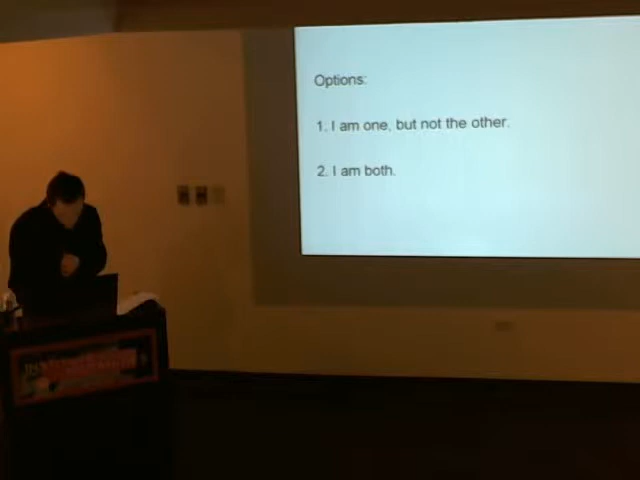 Options:
1. I am one, but not the other.
2. I am both.